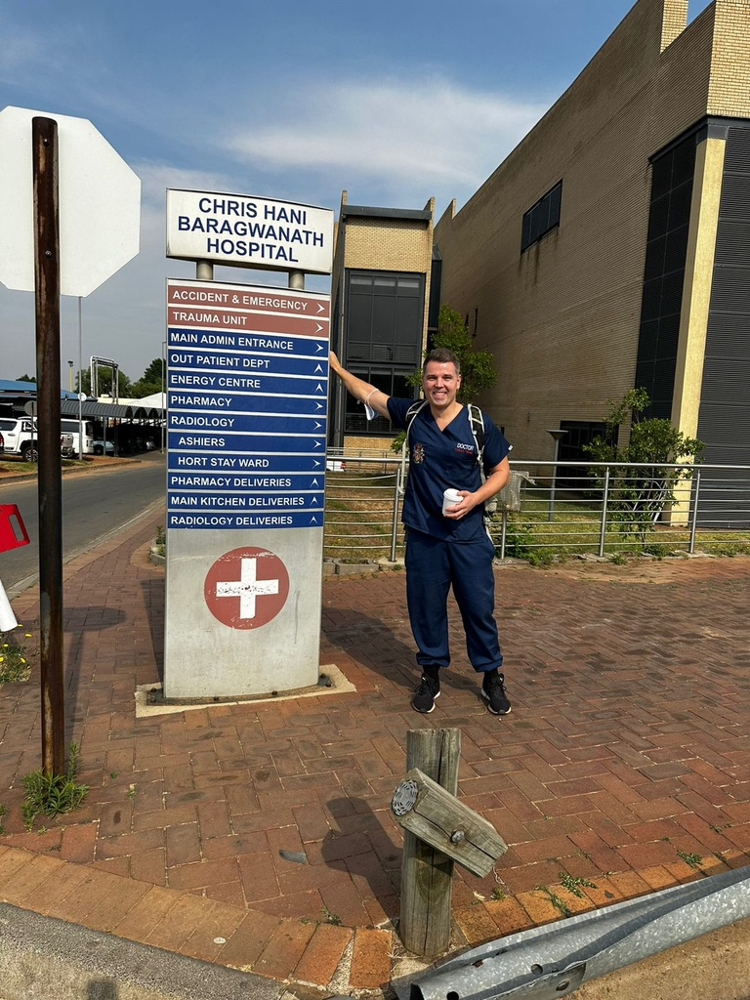 CHRIS HANI
BARAGWANATH
HOSPITAL
ACCIDENT & EMERGENCY
TRAUMA UNIT
MAIN ADMIN ENTRANCE
OUT PATIENT DEPT
ENERGY CENTRE
PHARMACY
RADIOLOGY
ASHIERS
HORT STAY WARD
PHARMACY DELIVERIES
MAIN KITCHEN DELIVERIES
RADIOLOGY DELIVERIES
DOCTOR